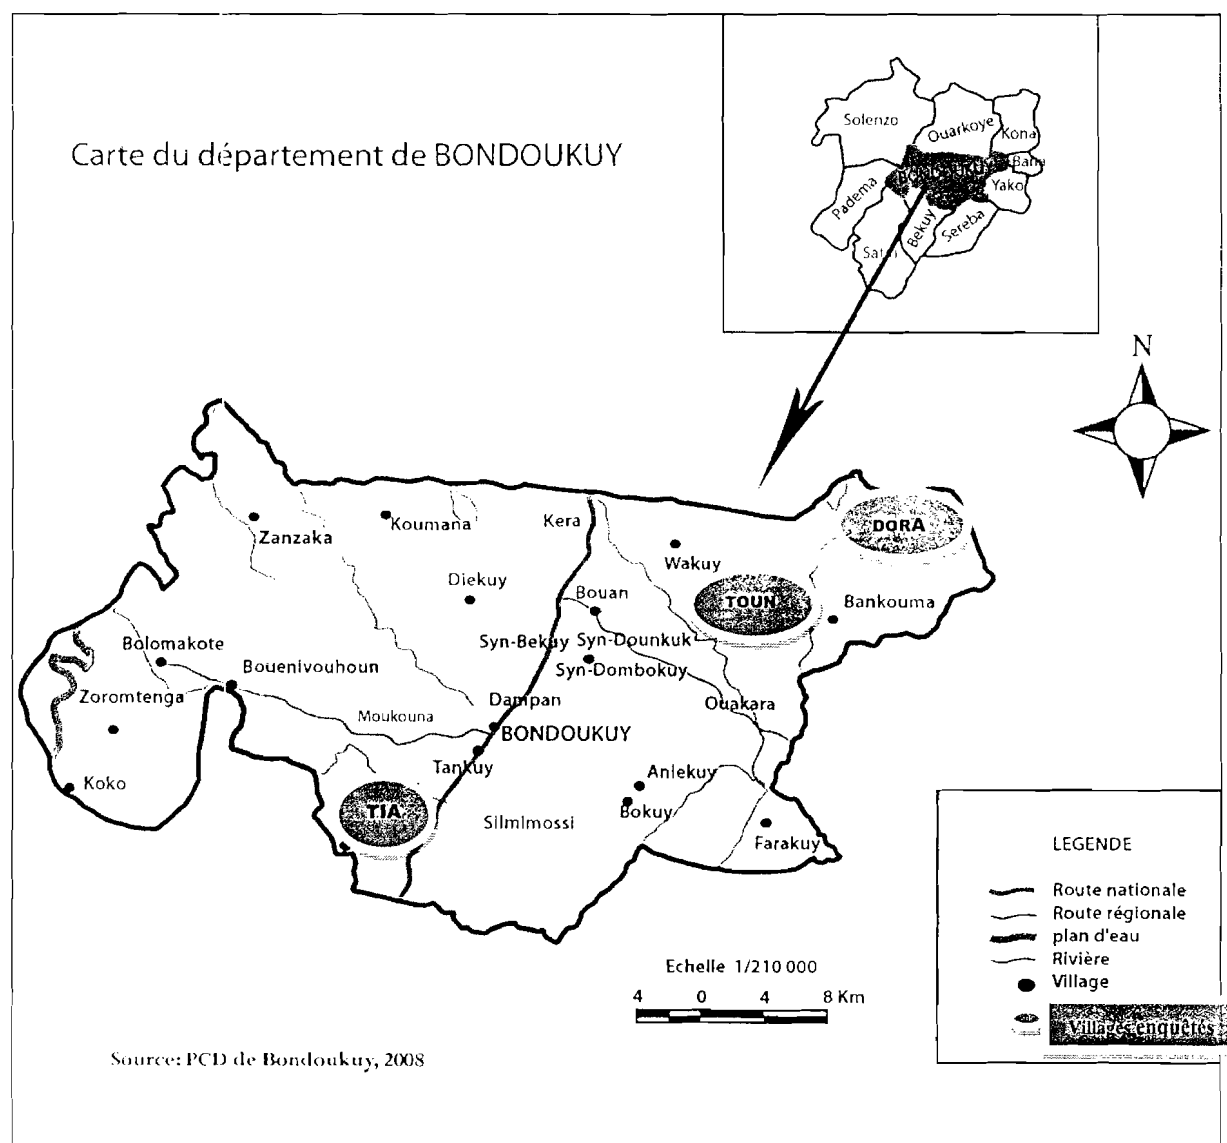 Carte du département de BONDOUKUY
Solenzo
Ouarkoye
Kona
BONDOUKUY
Bana
Yako
Padema
Bekuy
Sereba
Satiri
N
DORA
Zanzaka
Koumana
Kera
Wakuy
Diekuy
Bouan
TOUN
Bankouma
Syn-Bekuy
Syn-Dounkuk
Bolomakote
Bouenivouhoun
Syn-Dombokuy
Zoromtenga
Dampan
Ouakara
Moukouna
BONDOUKUY
Tankuy
Aniekuy
Koko
TIA
Silmimossi
Bokuy
Farakuy
LEGENDE
Route nationale
Route régionale
plan d'eau
Rivière
Village
Villages enquêtés
Echelle 1/210 000
4 0 4 8 Km
Source: PCD de Bondoukuy, 2008